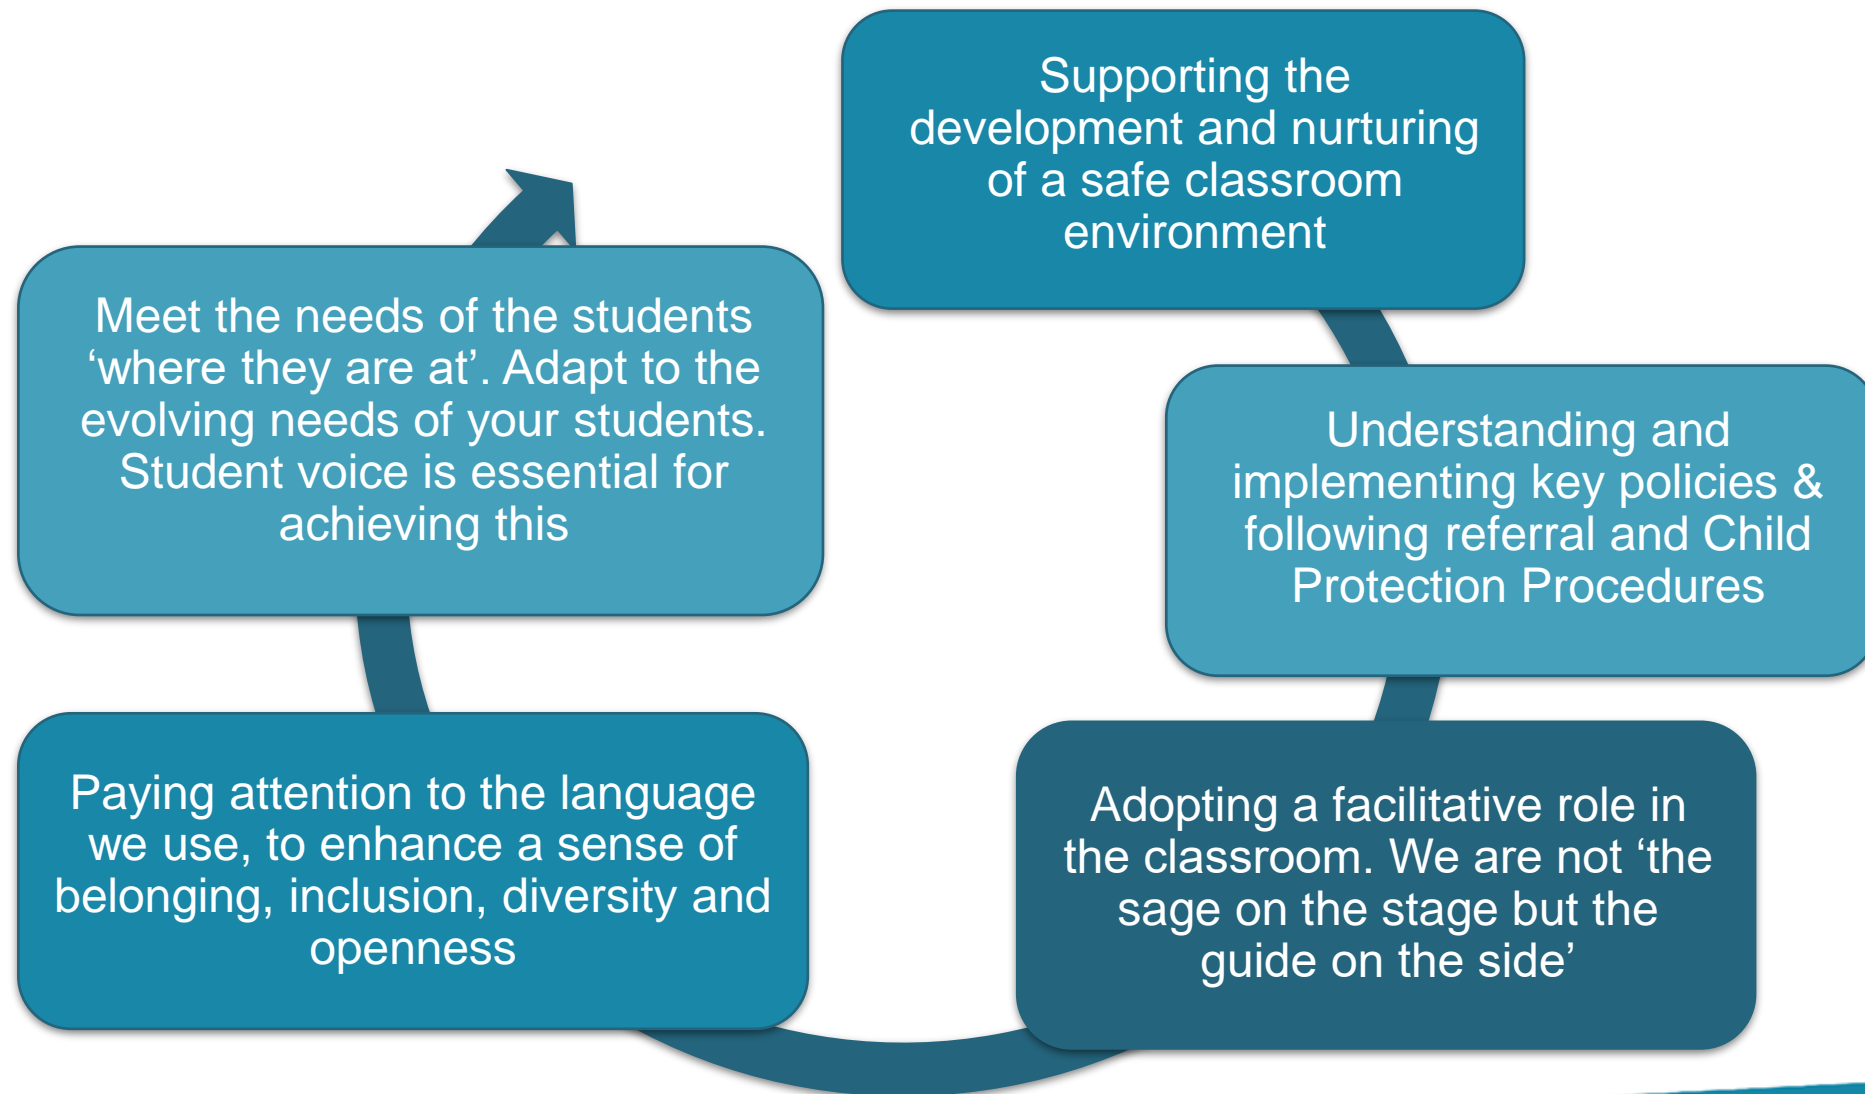 Supporting the
development and nurturing
of a safe classroom
environment
Understanding and
implementing key policies &
following referral and Child
Protection Procedures
Adopting a facilitative role in
the classroom. We are not ‘the
sage on the stage but the
guide on the side’
Paying attention to the language
we use, to enhance a sense of
belonging, inclusion, diversity and
openness
Meet the needs of the students
‘where they are at’. Adapt to the
evolving needs of your students.
Student voice is essential for
achieving this